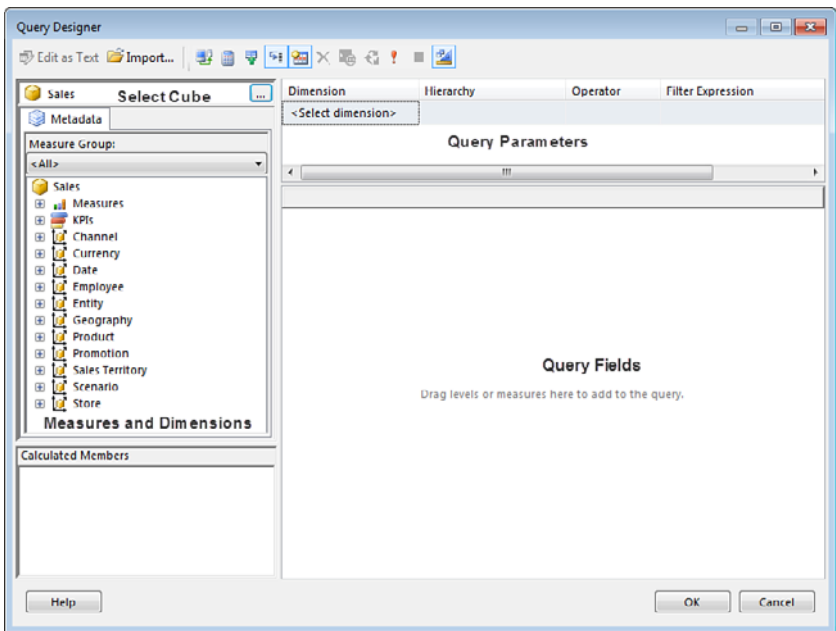 Query Designer
Edit as Text Import...
Sales Select Cube ...
Metadata
Measure Group:
<All>
Sales
Measures
KPIs
Channel
Currency
Date
Employee
Entity
Geography
Product
Promotion
Sales Territory
Scenario
Store
Measures and Dimensions
Calculated Members
Dimension Hierarchy Operator Filter Expression
<Select dimension>
Query Parameters
Query Fields
Drag levels or measures here to add to the query.
Help OK Cancel